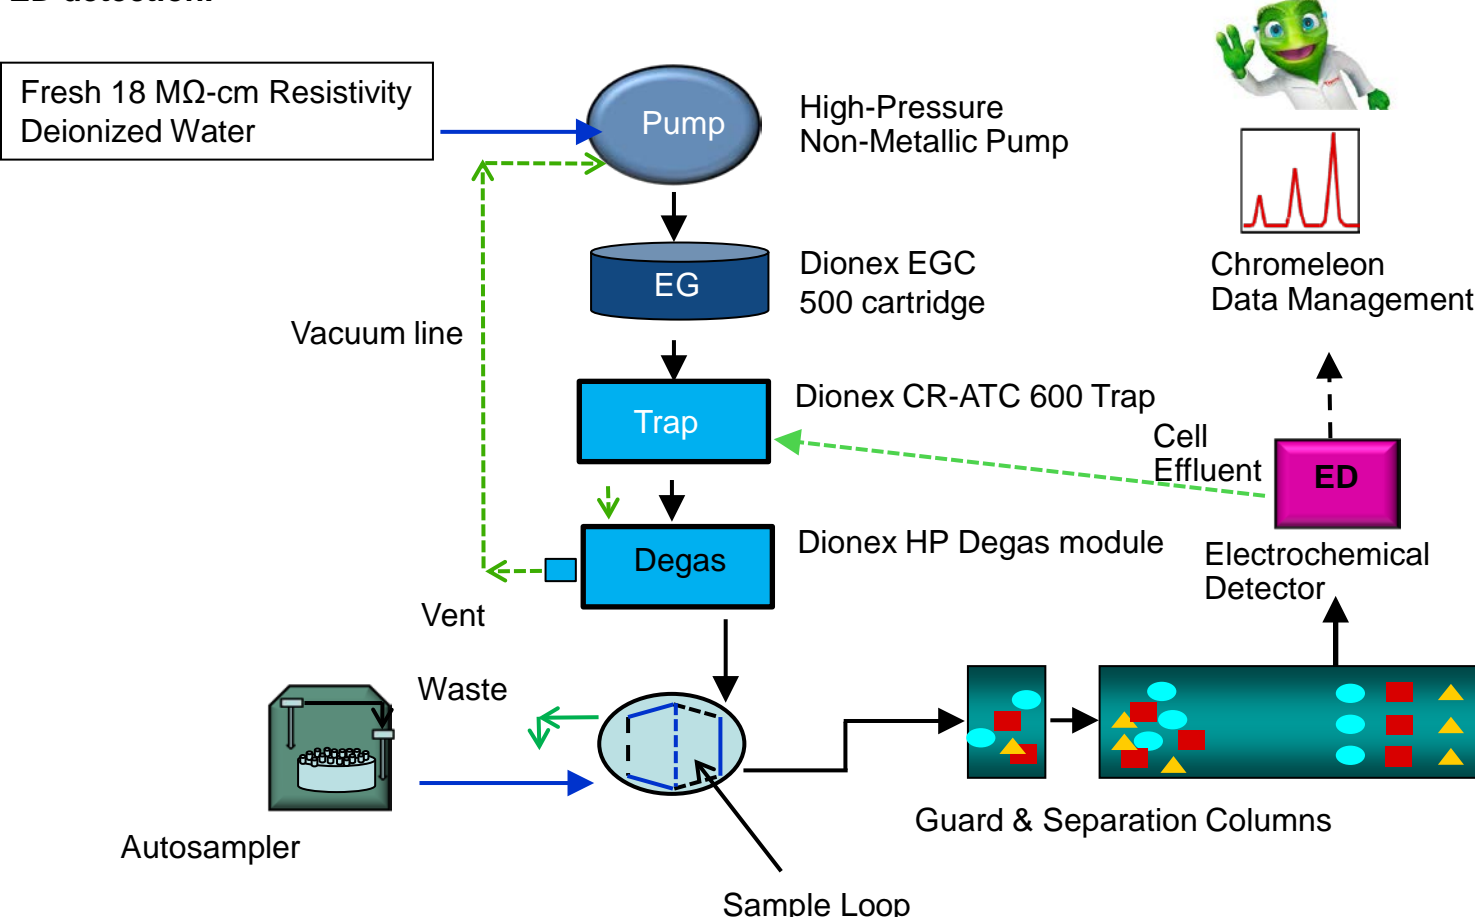 ED detection.
Fresh 18 MΩ-cm Resistivity
Deionized Water
Pump
High-Pressure
Non-Metallic Pump
EG
Dionex EGC
500 cartridge
Chromeleon
Data Management
Vacuum line
Trap
Dionex CR-ATC 600 Trap
Cell
Effluent
ED
Degas
Dionex HP Degas module
Electrochemical
Detector
Vent
Waste
Guard & Separation Columns
Autosampler
Sample Loop